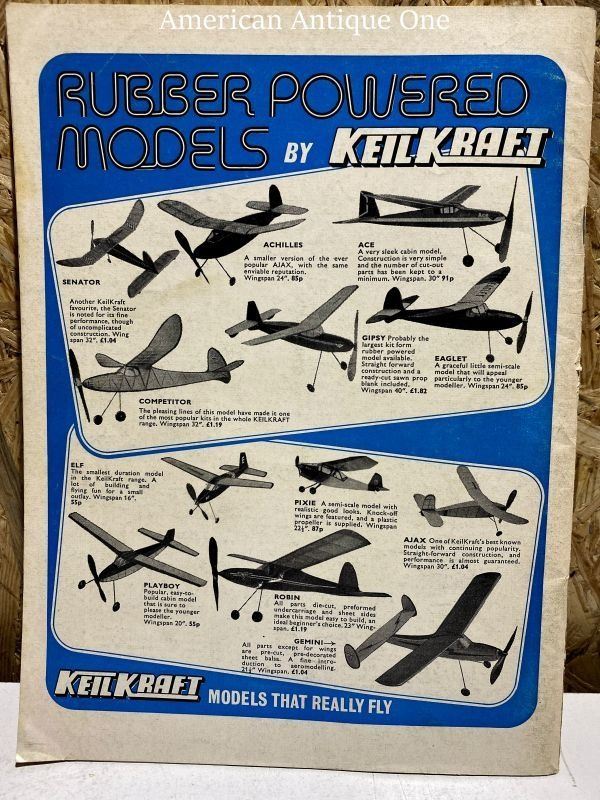 American Antique One
RUBBER POWERED
MODELS BY KEILKRAFT
SENATOR
Another KeilKraft
favourite, the Senator
is noted for its fine
performance, though
of uncomplicated
construction. Wing
span 32". £1.04
ACHILLES
A smaller version of the ever
popular AJAX, with the same
enviable reputation.
Wingspan 24". 85p
ACE
A very sleek cabin model.
Construction is very simple
and the number of cut-out
parts has been kept to a
minimum. Wingspan. 30" 91p
Ace
GIPSY Probably the
largest kit form
rubber powered
model available.
Straight forward
construction and a
ready-cut sawn prop
blank included.
Wingspan 40". £1.82
EAGLET
A graceful little semi-scale
model that will appeal
particularly to the younger
modeller. Wingspan 24". 85p
COMPETITOR
The pleasing lines of this model have made it one
of the most popular kits in the whole KEILKRAFT
range. Wingspan 32". £1.19
ELF
The smallest duration model
in the KeilKraft range. A
lot of building and
flying fun for a small
outlay. Wingspan 16".
55p
PIXIE A semi-scale model with
realistic good looks. Knock-off
wings are featured, and a plastic
propeller is supplied. Wingspan
22½". 87p
AJAX One of KeilKraft's best known
models with continuing popularity.
Straight-forward construction, and
performance is almost guaranteed.
Wingspan 30". £1.04
PLAYBOY
Popular, easy-to-
build cabin model
that is sure to
please the younger
modeller.
Wingspan 20". 55p
ROBIN
All parts die-cut, preformed
undercarriage and sheet sides
make this model easy to build, an
ideal beginner's choice. 23" Wing-
span. £1.19
GEMINI
All parts except for wings
are pre-cut, pre-decorated
sheet balsa. A fine intro-
duction to aeromodelling.
21½" Wingspan. £1.04
KEILKRAFT MODELS THAT REALLY FLY